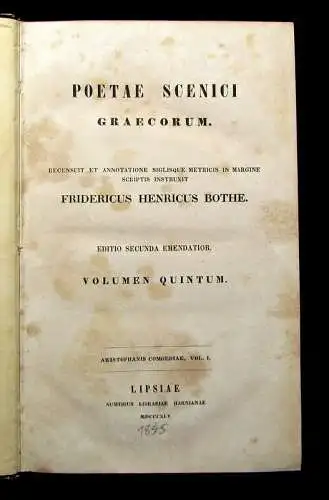 POETAE SCENICI
GRAECORUM.
RECENSUIT ET ANNOTATIONE SIGLISQUE METRICIS IN MARGINE
SCRIPTIS INSTRUXIT
FRIDERICUS HENRICUS BOTHE.
EDITIO SECUNDA EMENDATIOR.
VOLUMEN QUINTUM.
ARISTOPHANIS COMOEDIAE, VOL. I.
LIPSIAE
SUMTIBUS LIBRARIAE HAHNIANAE
MDCCCXLV.
1845